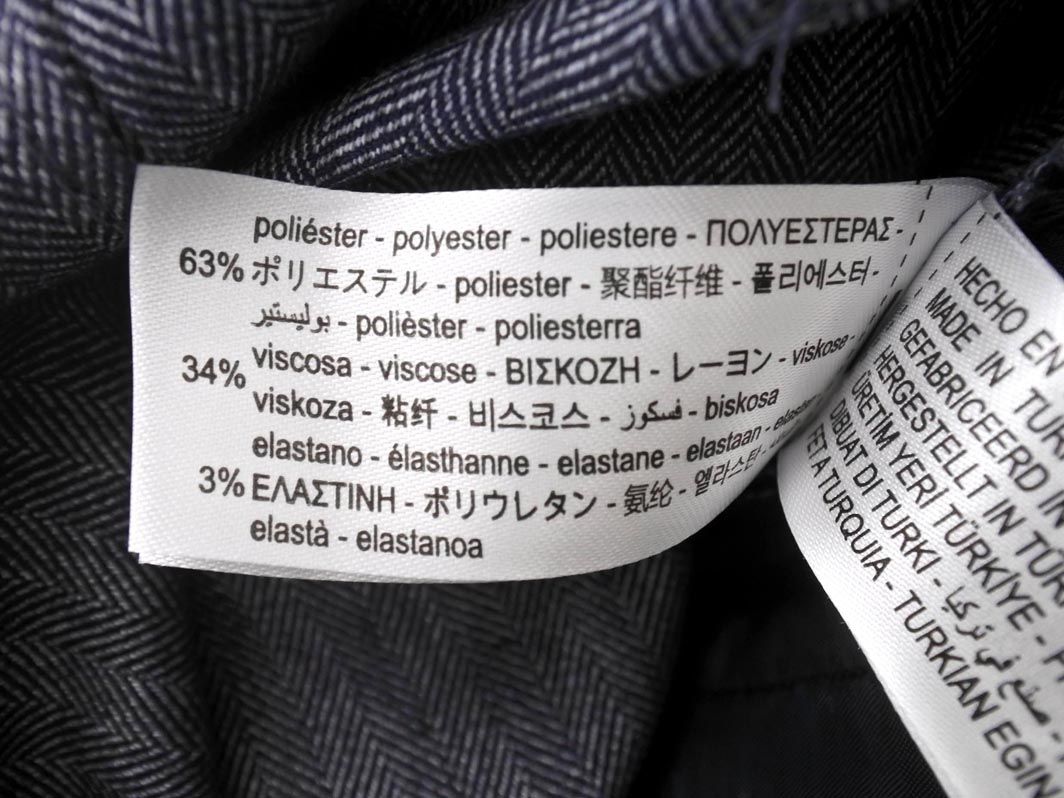 poliéster - polyester - poliestere - ΠΟΛΥΕΣΤΕΡΑΣ -
63% ポリエステル - poliester - 聚酯纤维 - 폴리에스터 -
بوليستير - polièster - poliesterra
34% viscosa - viscose - ΒΙΣΚΟΖΗ - レーヨン - viskose -
viskoza - 粘纤 - 비스코스 - فسكوز - biskosa
elastano - élasthanne - elastane - elastaan -
3% ΕΛΑΣΤΙΝΗ - ポリウレタン - 氨纶 - 엘라스탄 -
elastà - elastanoa
HECHO EN
MADE IN
GEFABRICEERD
HERGESTELLT IN
ÜRETİM YERİ TÜRKİYE -
DIBUAT DI TURKI - صنع في تركيا -
FET A TURQUIA - TURKIAN EGIN